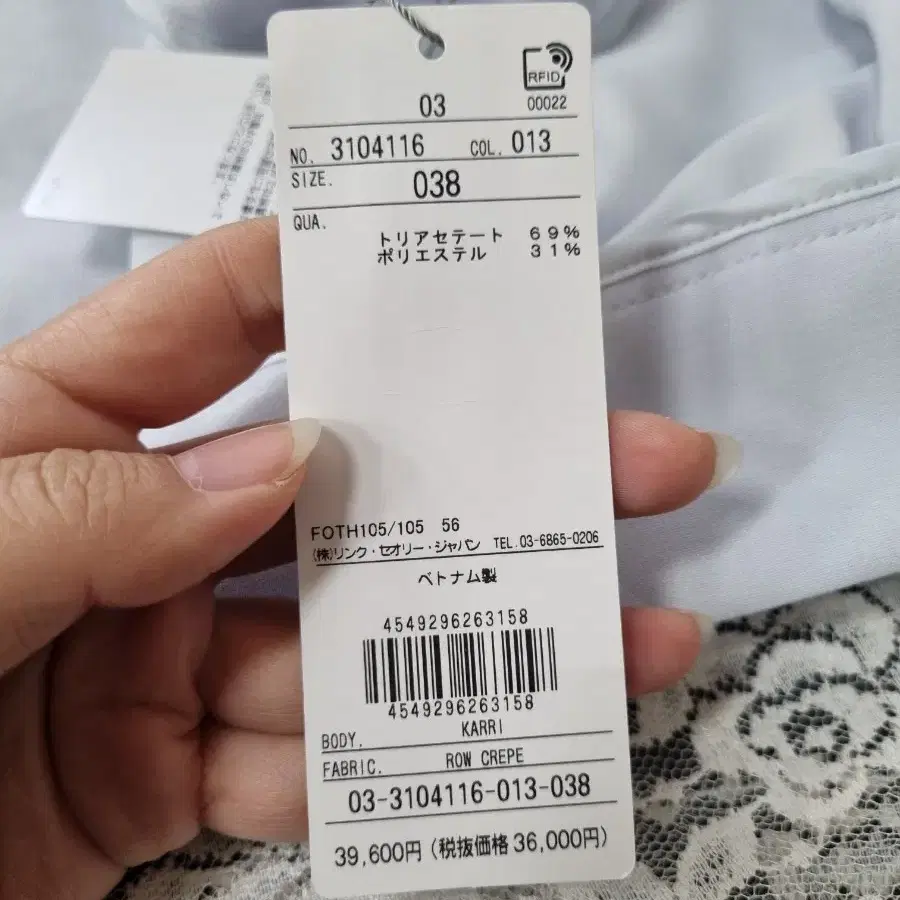 RFID
03 00022
NO. 3104116 COL. 013
SIZE. 038
QUA.
トリアセテート 69%
ポリエステル 31%
FOTH105/105 56
(株)リンク・セオリー・ジャパン TEL.03-6865-0206
ベトナム製
4549296263158
4549296263158
BODY. KARRI
FABRIC. ROW CREPE
03-3104116-013-038
39,600円(税抜価格36,000円)